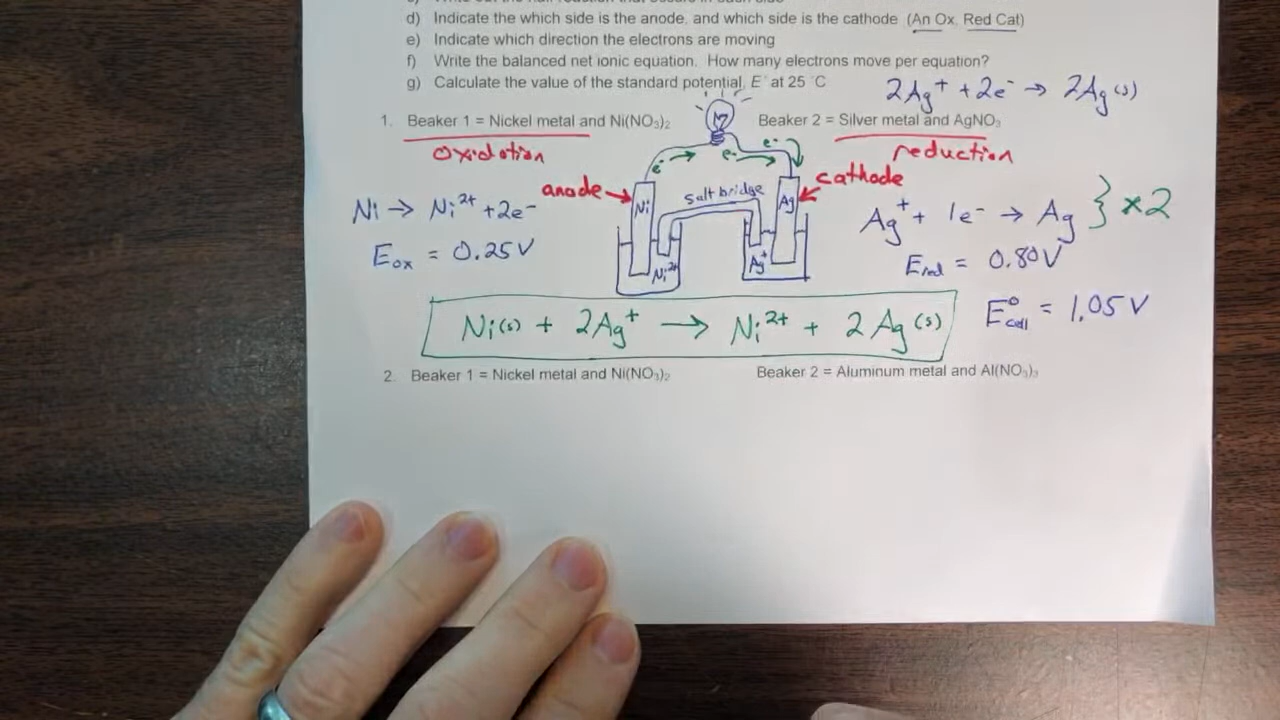 d) Indicate the which side is the anode, and which side is the cathode (An Ox, Red Cat)
e) Indicate which direction the electrons are moving
f) Write the balanced net ionic equation. How many electrons move per equation?
g) Calculate the value of the standard potential, E° at 25 °C
2Ag⁺ + 2e⁻ → 2Ag(s)
1. Beaker 1 = Nickel metal and Ni(NO₃)₂ Beaker 2 = Silver metal and AgNO₃
oxidation reduction
e⁻ e⁻ e⁻
anode cathode
Ni salt bridge Ag
Ni → Ni²⁺ + 2e⁻
Ag⁺ + 1e⁻ → Ag } ×2
Eox = 0.25V
Ered = 0.80V
Ni²⁺ Ag⁺
E°cell = 1.05 V
Ni(s) + 2Ag⁺ → Ni²⁺ + 2Ag(s)
2. Beaker 1 = Nickel metal and Ni(NO₃)₂ Beaker 2 = Aluminum metal and Al(NO₃)₃